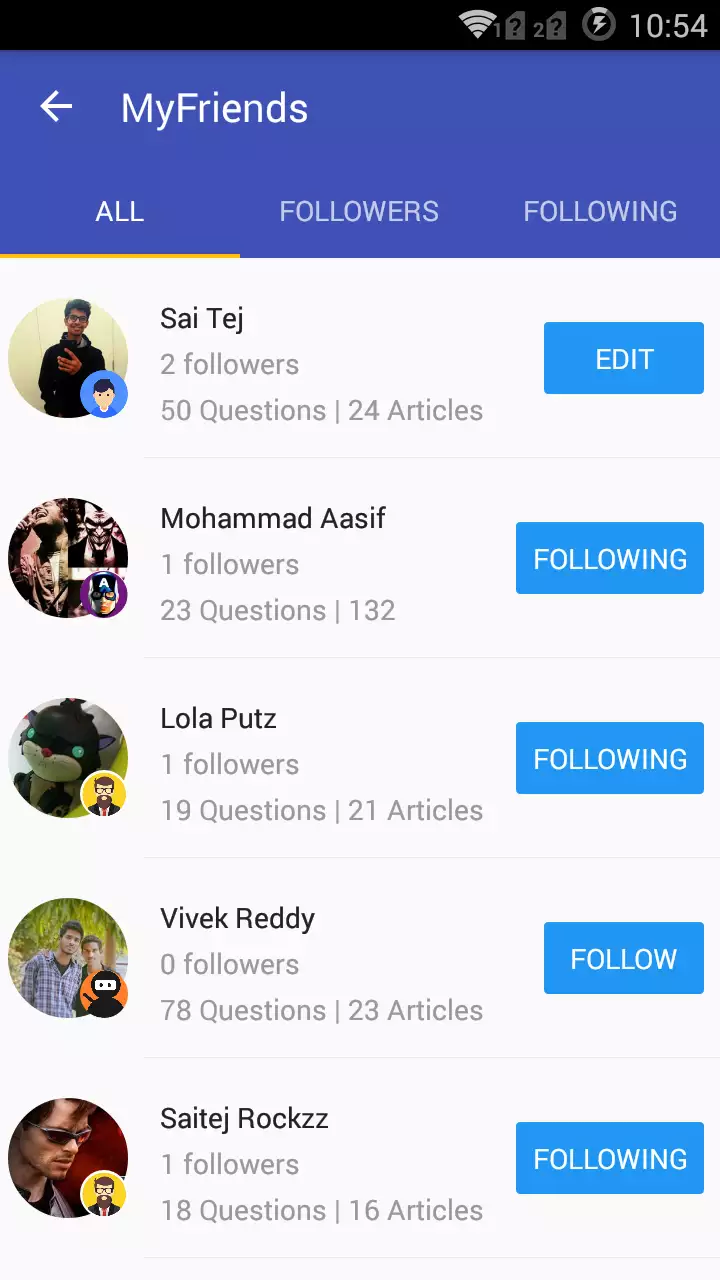 1 ? 2 ? 10:54
MyFriends
ALL FOLLOWERS FOLLOWING
Sai Tej
2 followers
EDIT
50 Questions | 24 Articles
Mohammad Aasif
1 followers
FOLLOWING
23 Questions | 132
A
Lola Putz
1 followers
FOLLOWING
19 Questions | 21 Articles
Vivek Reddy
0 followers
FOLLOW
78 Questions | 23 Articles
Saitej Rockzz
1 followers
FOLLOWING
18 Questions | 16 Articles